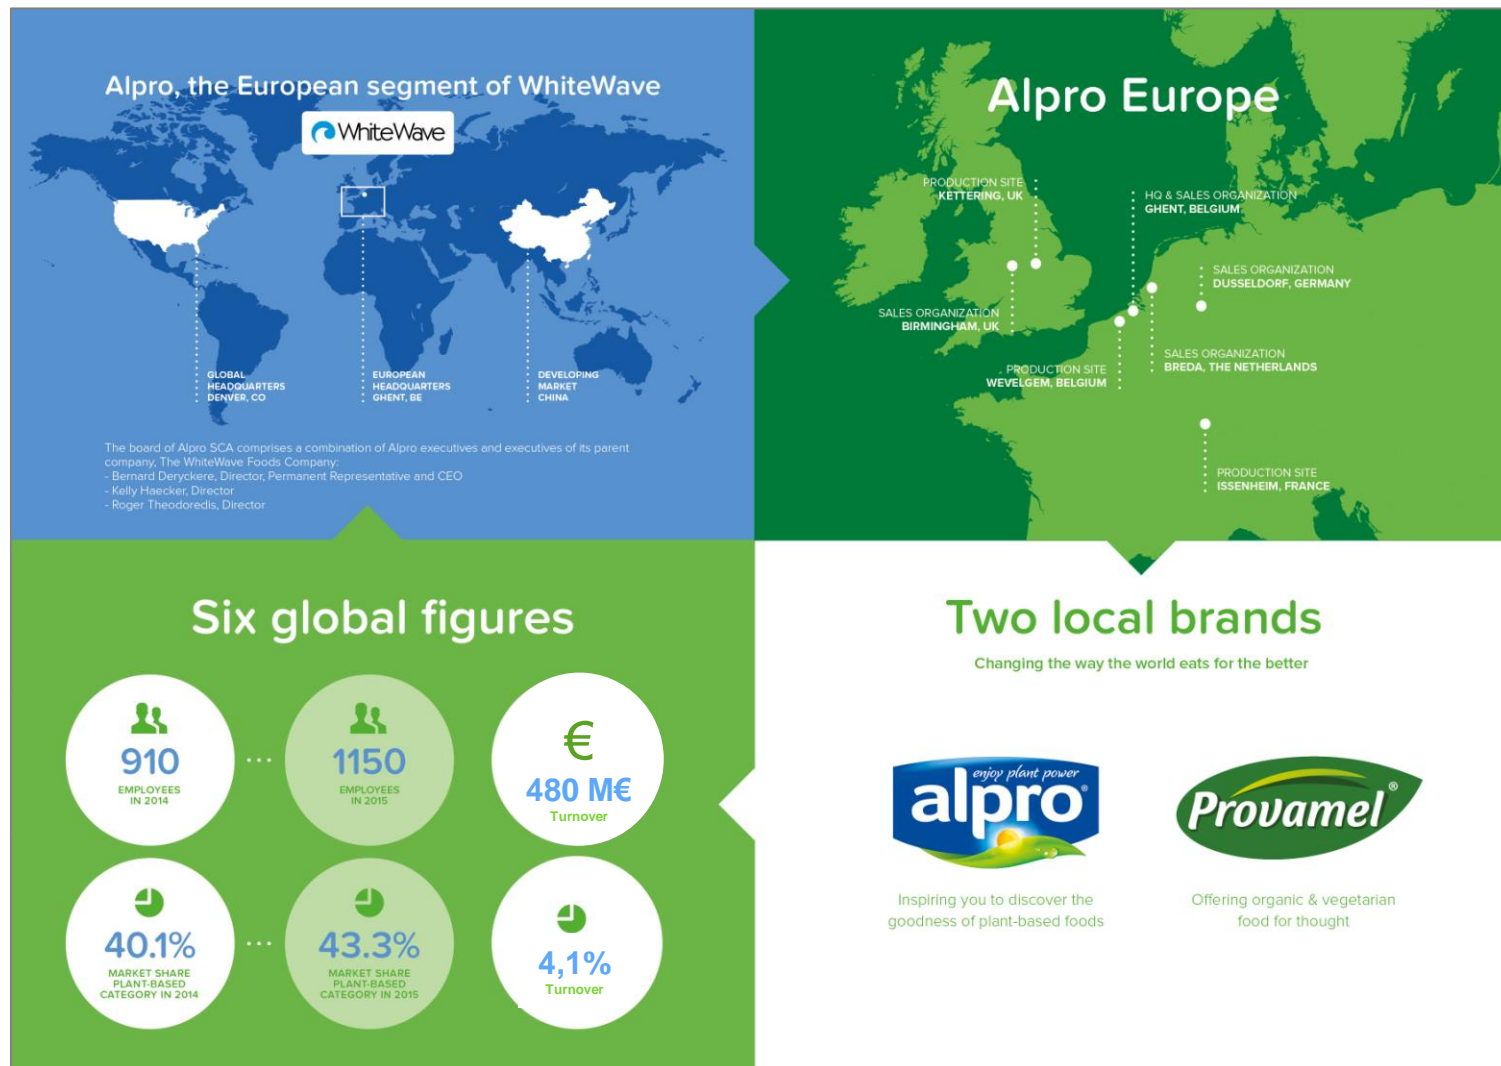 Alpro, the European segment of WhiteWave
WhiteWave
GLOBAL
HEADQUARTERS
DENVER, CO
EUROPEAN
HEADQUARTERS
GHENT, BE
DEVELOPING
MARKET
CHINA
The board of Alpro SCA comprises a combination of Alpro executives and executives of its parent
company, The WhiteWave Foods Company:
- Bernard Deryckere, Director, Permanent Representative and CEO
- Kelly Haecker, Director
- Roger Theodoredis, Director
Alpro Europe
PRODUCTION SITE
KETTERING, UK
HQ & SALES ORGANIZATION
GHENT, BELGIUM
SALES ORGANIZATION
DUSSELDORF, GERMANY
SALES ORGANIZATION
BIRMINGHAM, UK
SALES ORGANIZATION
BREDA, THE NETHERLANDS
PRODUCTION SITE
WEVELGEM, BELGIUM
PRODUCTION SITE
ISSENHEIM, FRANCE
Six global figures
910
EMPLOYEES
IN 2014
...
1150
EMPLOYEES
IN 2015
€
480 M€
Turnover
40.1%
MARKET SHARE
PLANT-BASED
CATEGORY IN 2014
...
43.3%
MARKET SHARE
PLANT-BASED
CATEGORY IN 2015
4,1%
Turnover
Two local brands
Changing the way the world eats for the better
enjoy plant power
alpro®
Inspiring you to discover the
goodness of plant-based foods
Provamel®
Offering organic & vegetarian
food for thought